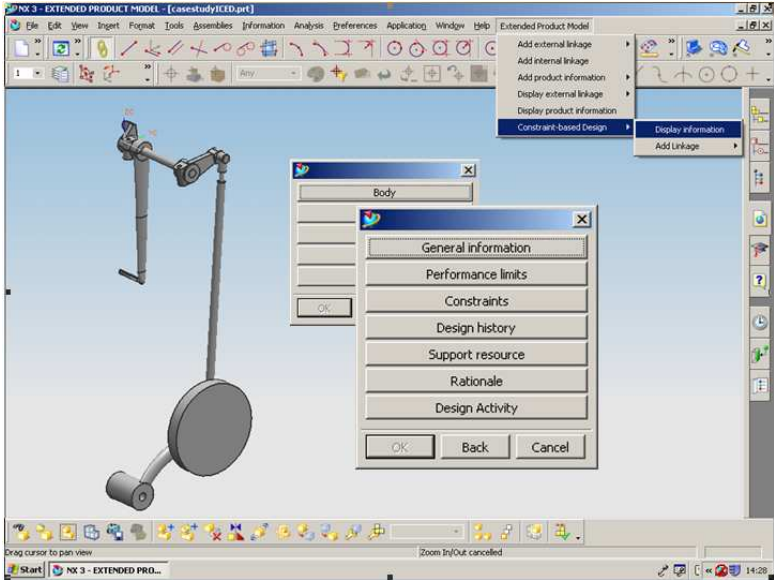 NX 3 - EXTENDED PRODUCT MODEL - [casestudyICED.prt]
File Edit View Insert Format Tools Assemblies Information Analysis Preferences Application Window Help Extended Product Model
Add external linkage
Add internal linkage
Add product information
Display external linkage
Display product information
Constraint-based Design
Display information
Add Linkage
1
Any
Body
General information
Performance limits
Constraints
Design history
Support resource
Rationale
Design Activity
OK
OK Back Cancel
Drag cursor to pan view
Zoom In/Out cancelled
Start
NX 3 - EXTENDED PRO...
14:28